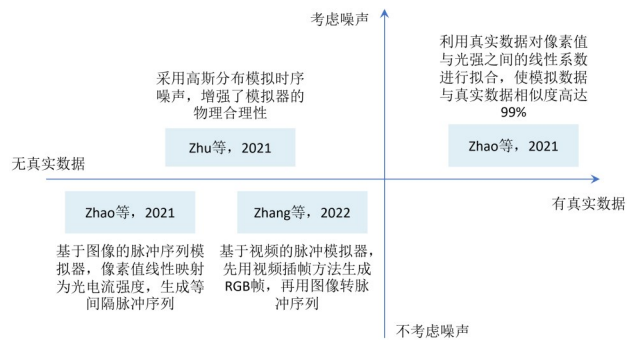 考虑噪声
采用高斯分布模拟时序
噪声，增强了模拟器的
物理合理性
Zhu等，2021
利用真实数据对像素值
与光强之间的线性系数
进行拟合，使模拟数据
与真实数据相似度高达
99%
Zhao等，2021
无真实数据
有真实数据
Zhao等，2021
基于图像的脉冲序列模
拟器，像素值线性映射
为光电流强度，生成等
间隔脉冲序列
Zhang等，2022
基于视频的脉冲模拟器，
先用视频插帧方法生成
RGB帧，再用图像转脉
冲序列
不考虑噪声